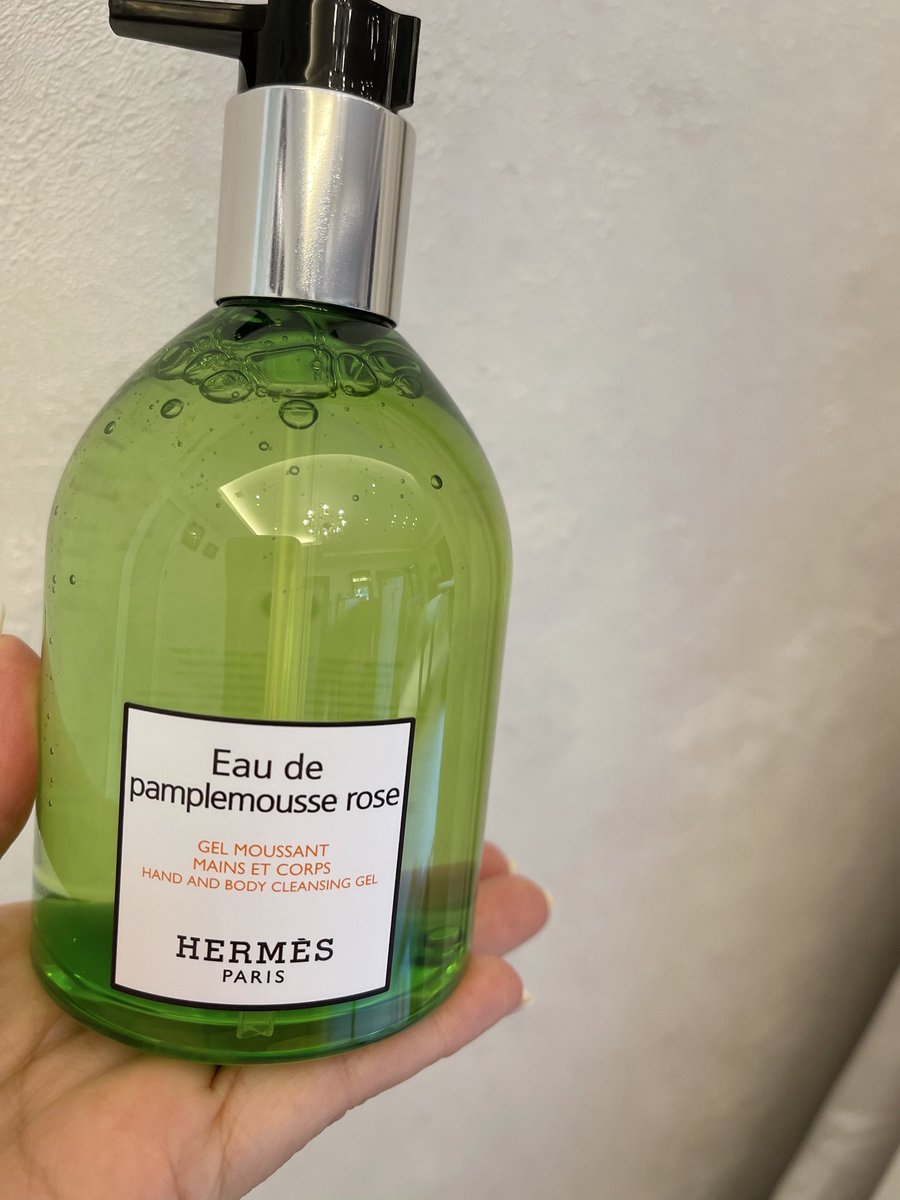 Eau de
pamplemousse rose
GEL MOUSSANT
MAINS ET CORPS
HAND AND BODY CLEANSING GEL
HERMÈS
PARIS